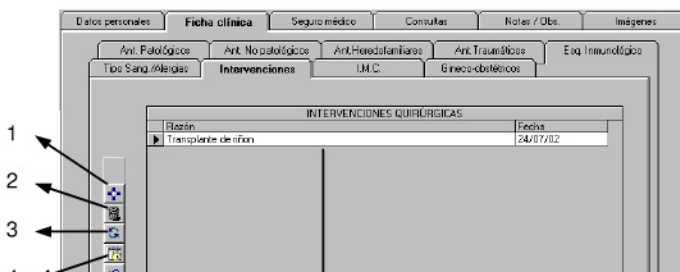 Datos personales Ficha clínica Seguro médico Consultas Notas / Obs. Imágenes
Ant. Patológicos Ant. No patológicos Ant.Heredofamiliares Ant.Traumáticos Esq. Inmunológico
Tipo Sang./Alergias Intervenciones I.M.C. Gineco-obstétricos
INTERVENCIONES QUIRÚRGICAS
Razón Fecha
Transplante de riñon 24/07/02
1
2
3